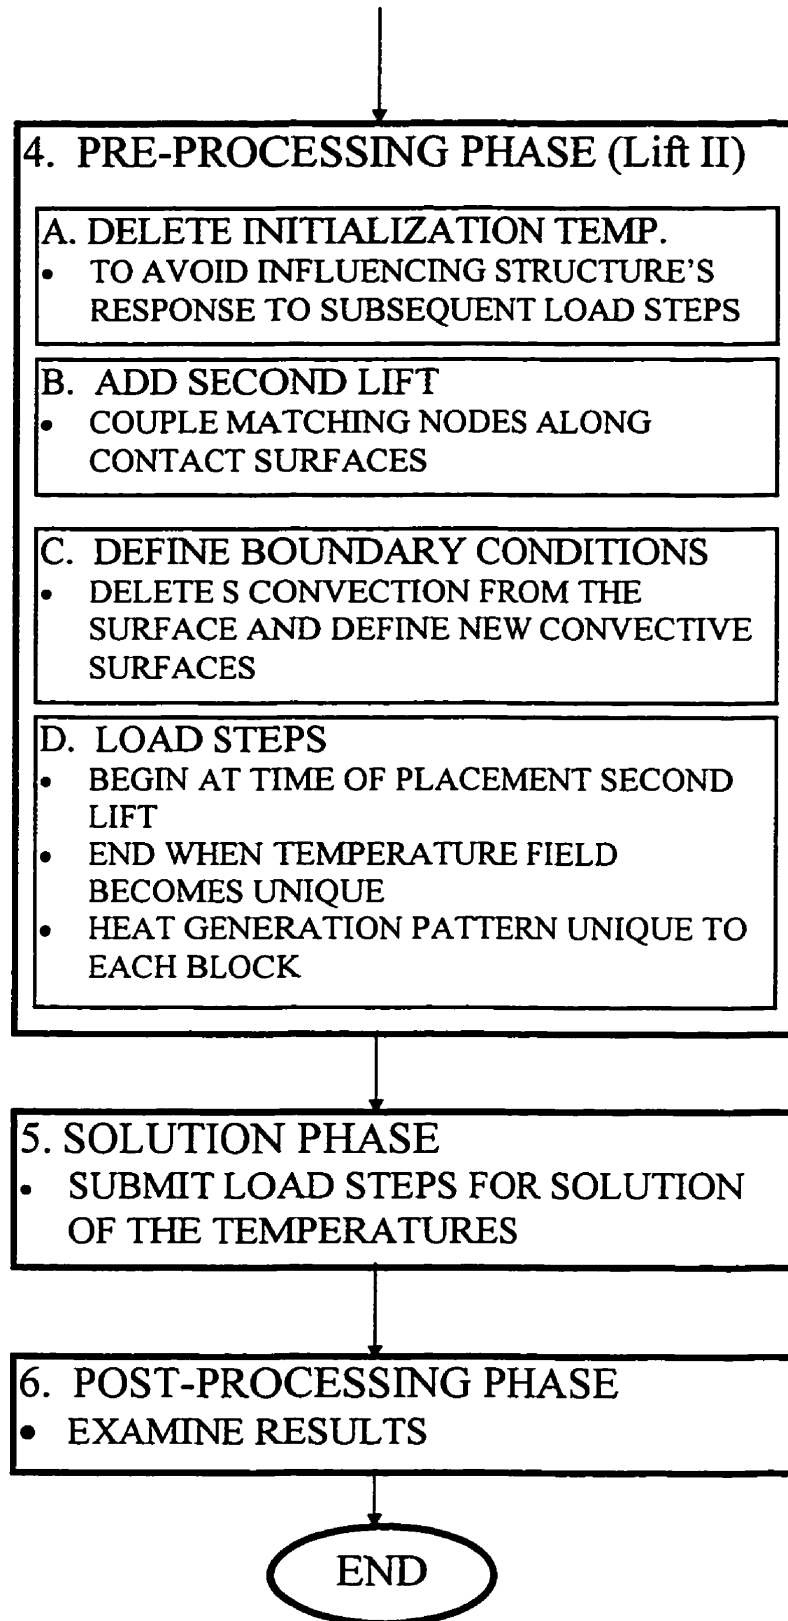 4. PRE-PROCESSING PHASE (Lift II)
A. DELETE INITIALIZATION TEMP.
• TO AVOID INFLUENCING STRUCTURE'S
RESPONSE TO SUBSEQUENT LOAD STEPS
B. ADD SECOND LIFT
• COUPLE MATCHING NODES ALONG
CONTACT SURFACES
C. DEFINE BOUNDARY CONDITIONS
• DELETE S CONVECTION FROM THE
SURFACE AND DEFINE NEW CONVECTIVE
SURFACES
D. LOAD STEPS
• BEGIN AT TIME OF PLACEMENT SECOND
LIFT
• END WHEN TEMPERATURE FIELD
BECOMES UNIQUE
• HEAT GENERATION PATTERN UNIQUE TO
EACH BLOCK
5. SOLUTION PHASE
• SUBMIT LOAD STEPS FOR SOLUTION
OF THE TEMPERATURES
6. POST-PROCESSING PHASE
• EXAMINE RESULTS
END